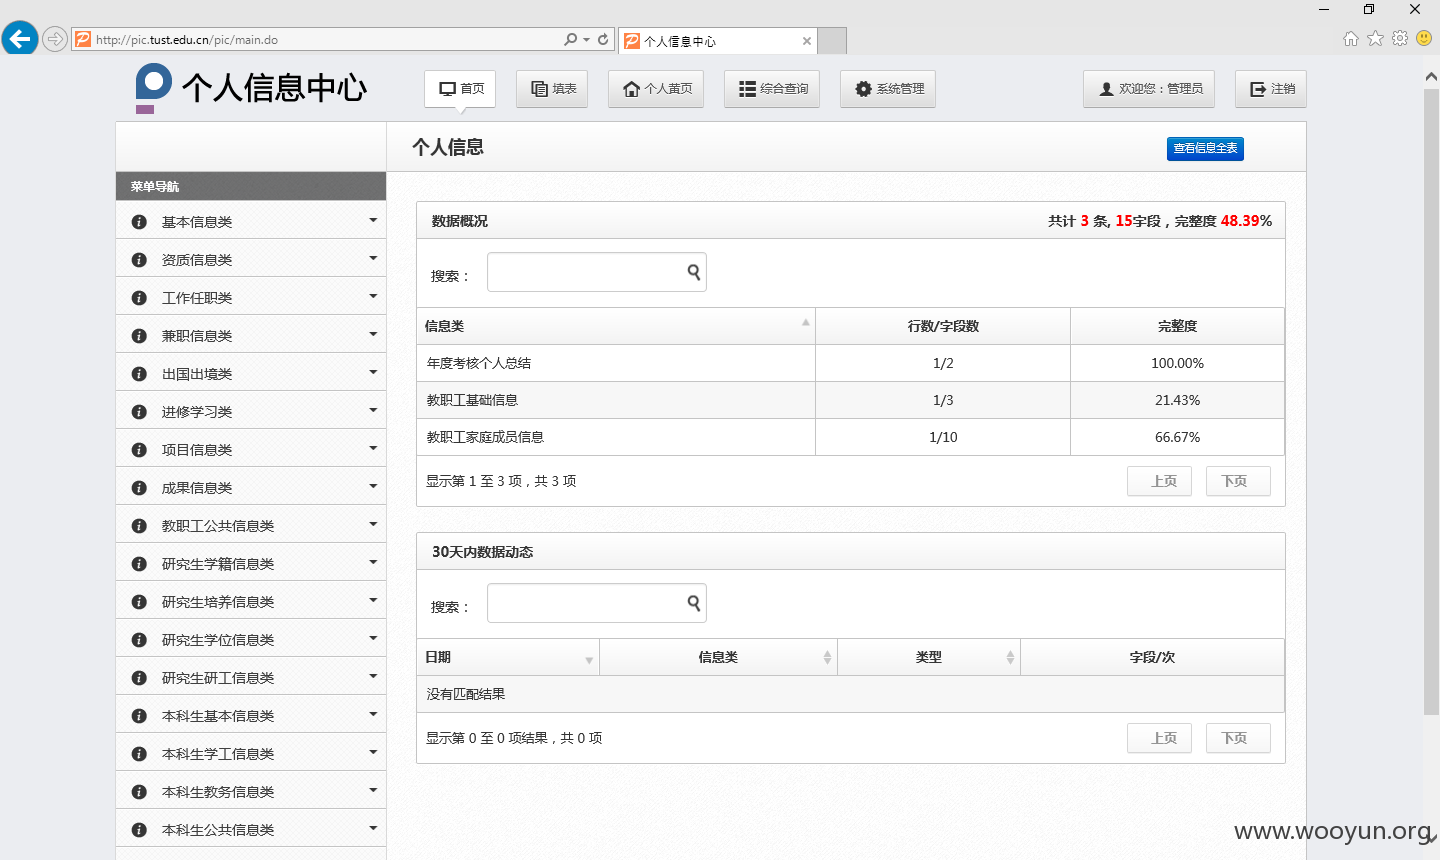 http://pic.tust.edu.cn/pic/main.do
个人信息中心
个人信息中心
首页
填表
个人黄页
综合查询
系统管理
欢迎您：管理员
注销
个人信息
查看信息全表
菜单导航
基本信息类
资质信息类
工作任职类
兼职信息类
出国出境类
进修学习类
项目信息类
成果信息类
教职工公共信息类
研究生学籍信息类
研究生培养信息类
研究生学位信息类
研究生研工信息类
本科生基本信息类
本科生学工信息类
本科生教务信息类
本科生公共信息类
数据概况
共计 3 条, 15字段，完整度 48.39%
搜索：
信息类 行数/字段数 完整度
年度考核个人总结 1/2 100.00%
教职工基础信息 1/3 21.43%
教职工家庭成员信息 1/10 66.67%
显示第 1 至 3 项，共 3 项
上页 下页
30天内数据动态
搜索：
日期 信息类 类型 字段/次
没有匹配结果
显示第 0 至 0 项结果，共 0 项
上页 下页
www.wooyun.org